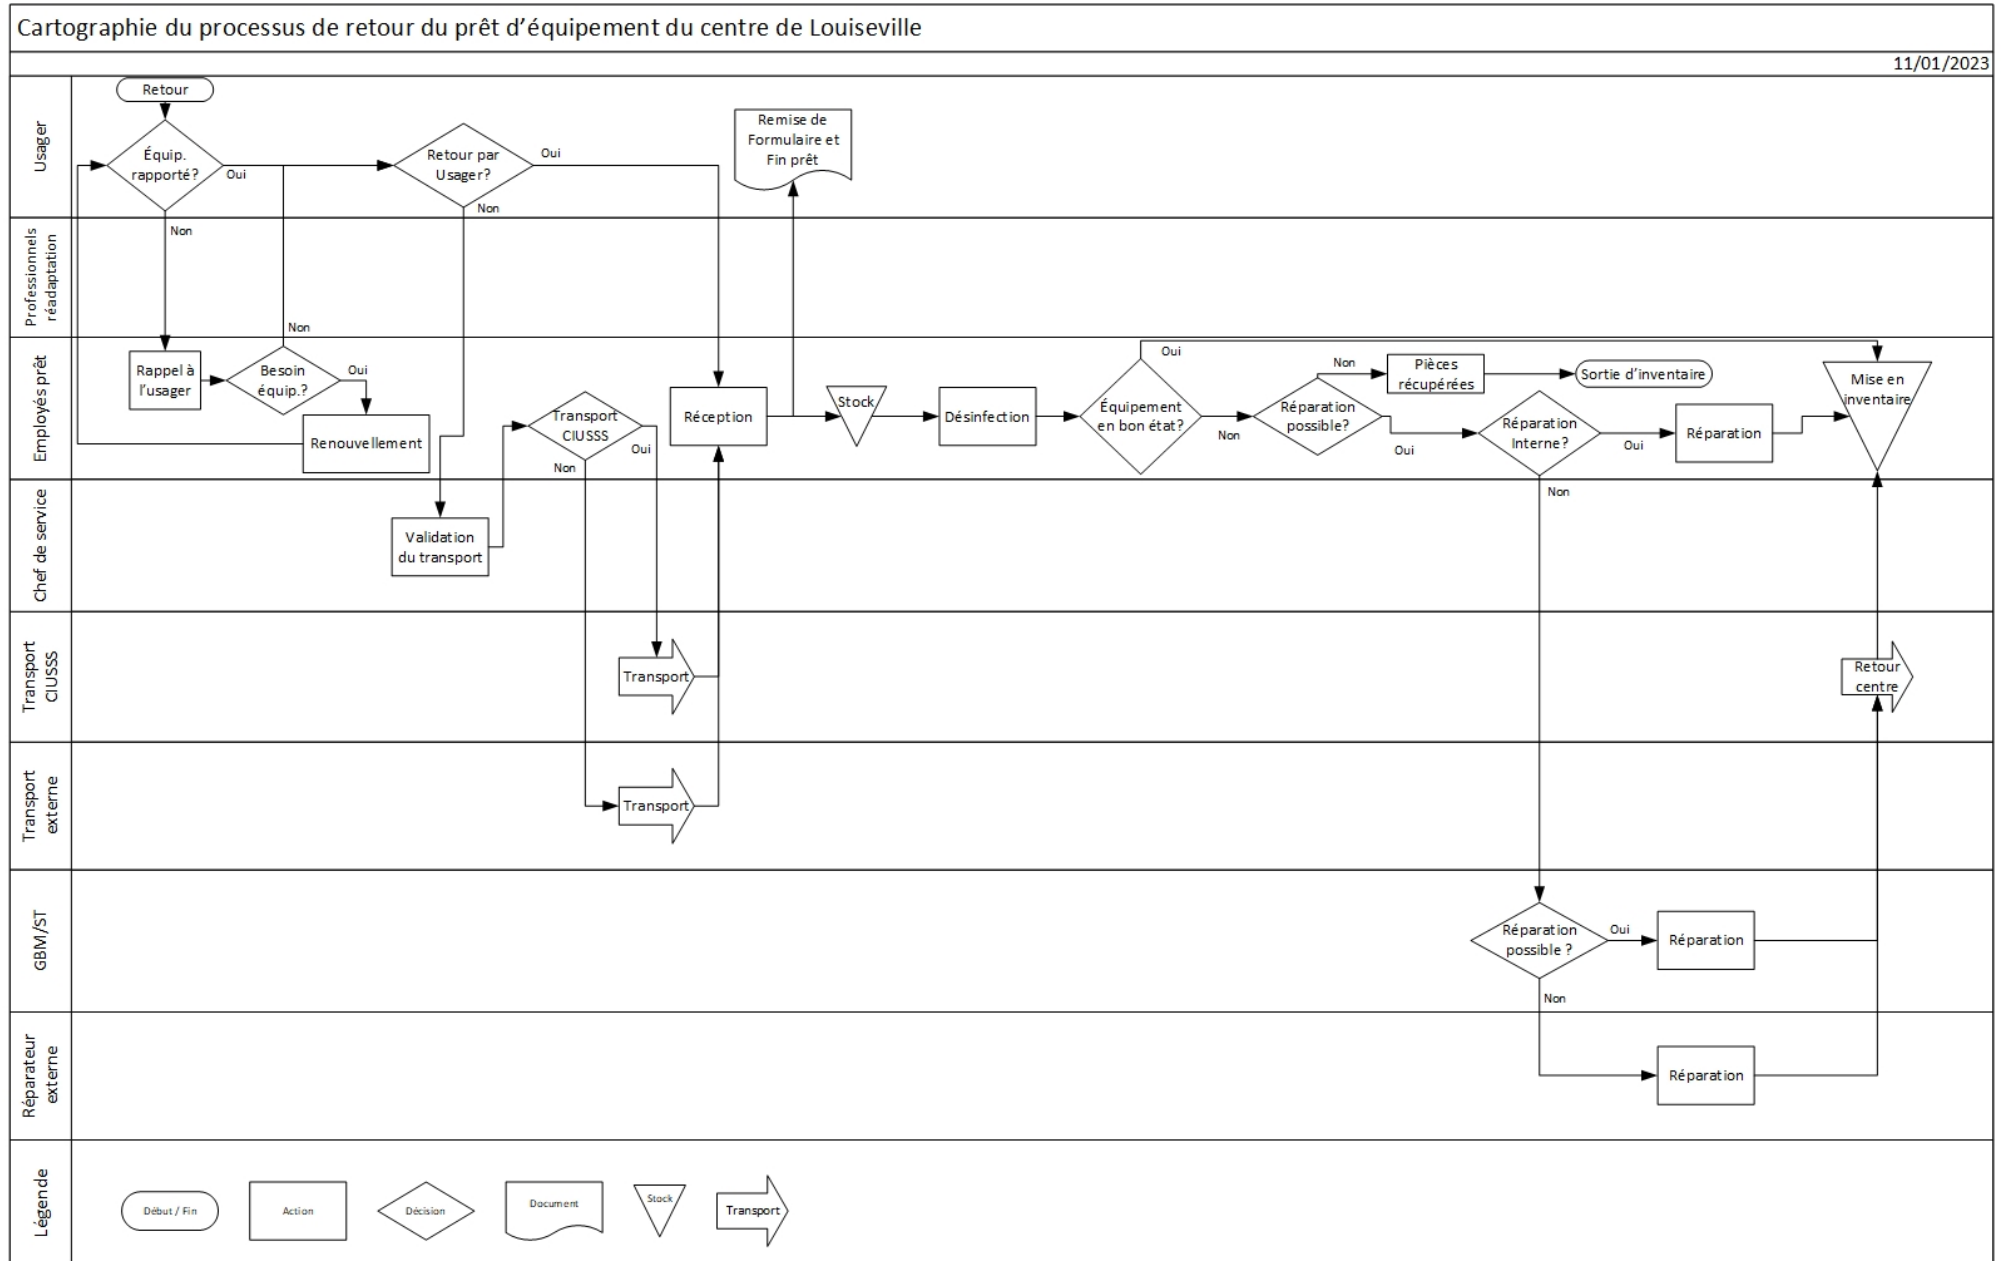 Cartographie du processus de retour du prêt d’équipement du centre de Louiseville
11/01/2023
Usager
Retour
Équip.
rapporté?
Oui
Non
Retour par
Usager?
Oui
Non
Remise de
Formulaire et
Fin prêt
Professionnels
réadaptation
Employés prêt
Rappel à
l’usager
Non
Besoin
équip.?
Oui
Renouvellement
Transport
CIUSSS
Oui
Non
Réception
Stock
Désinfection
Équipement
en bon état?
Oui
Non
Réparation
possible?
Non
Oui
Pièces
récupérées
Sortie d’inventaire
Réparation
Interne?
Oui
Non
Réparation
Mise en
inventaire
Chef de service
Validation
du transport
Transport
CIUSSS
Transport
Retour
centre
Transport
externe
Transport
GBM/ST
Réparation
possible ?
Oui
Non
Réparation
Réparateur
externe
Réparation
Légende
Début / Fin
Action
Décision
Document
Stock
Transport